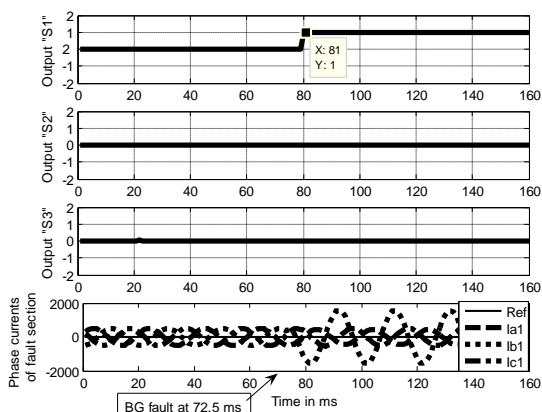 Output "S1"
2
1
2
-1
-2
X: 81
Y: 1
0 20 40 60 80 100 120 140 160
Output "S2"
2
1
0
-1
-2
0 20 40 60 80 100 120 140 160
Output "S3"
2
1
0
-1
-2
0 20 40 60 80 100 120 140 160
Phase currents
of fault section
2000
0
-2000
Ref
Ia1
Ib1
Ic1
0 20 40 60 80 100 120 140 160
Time in ms
BG fault at 72.5 ms